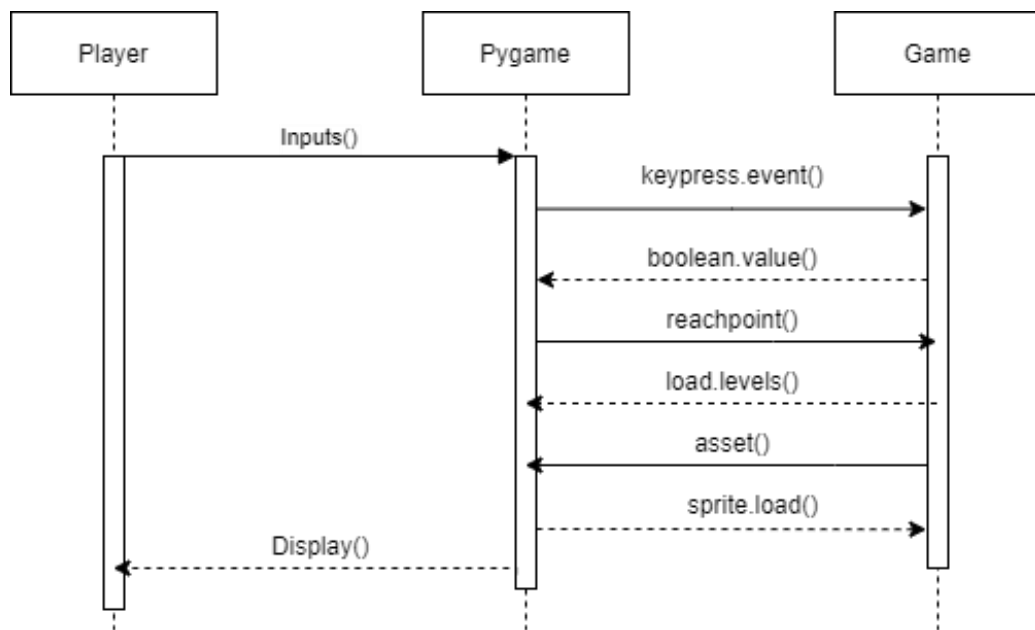 Player
Pygame
Game
Inputs()
keypress.event()
boolean.value()
reachpoint()
load.levels()
asset()
sprite.load()
Display()